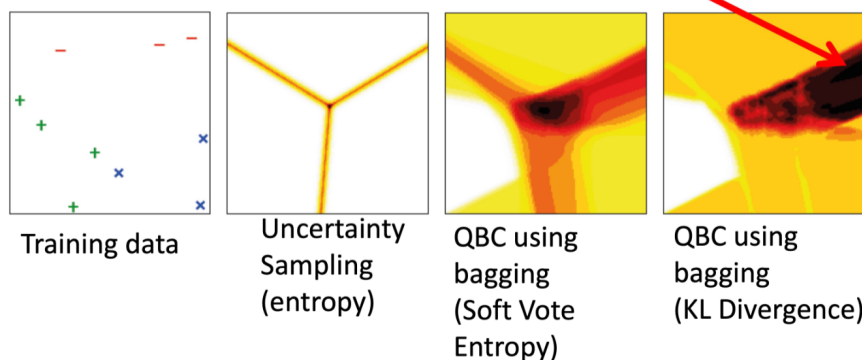 Training data
Uncertainty
Sampling
(entropy)
QBC using
bagging
(Soft Vote
Entropy)
QBC using
bagging
(KL Divergence)